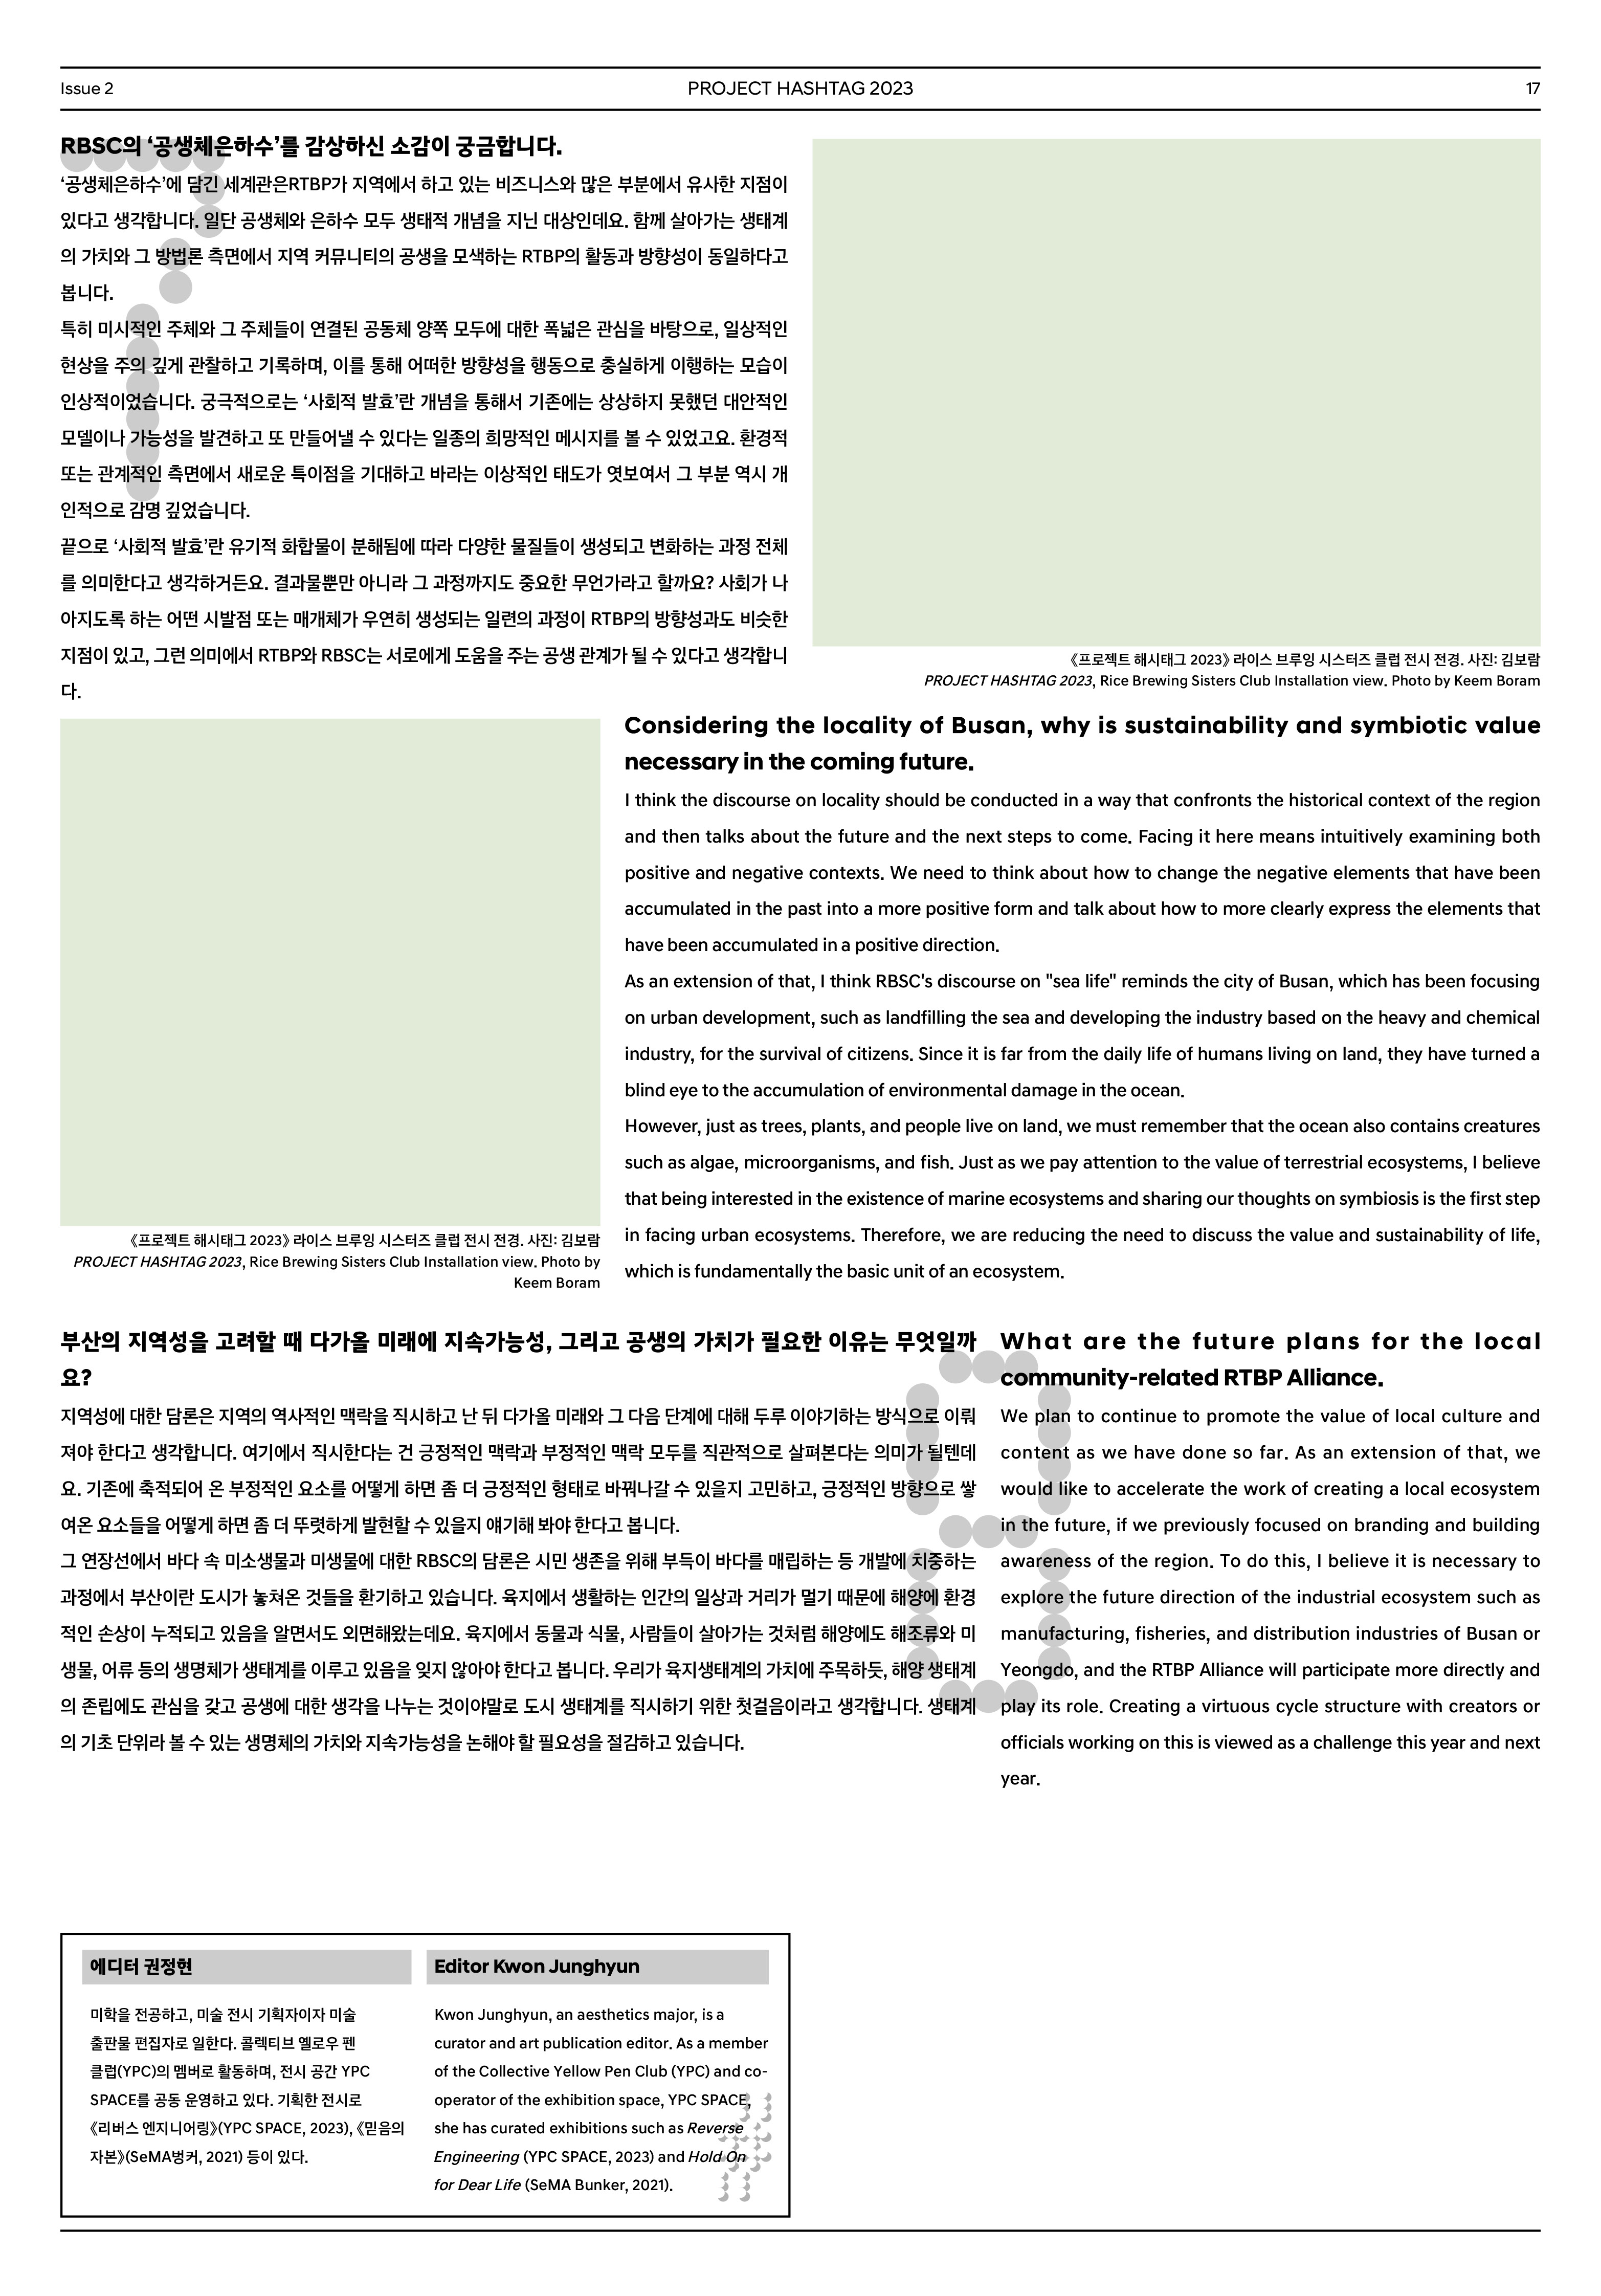 Issue 2
PROJECT HASHTAG 2023
17
RBSC의 ‘공생체은하수’를 감상하신 소감이 궁금합니다.
‘공생체은하수’에 담긴 세계관은RTBP가 지역에서 하고 있는 비즈니스와 많은 부분에서 유사한 지점이
있다고 생각합니다. 일단 공생체와 은하수 모두 생태적 개념을 지닌 대상인데요. 함께 살아가는 생태계
의 가치와 그 방법론 측면에서 지역 커뮤니티의 공생을 모색하는 RTBP의 활동과 방향성이 동일하다고
봅니다.
특히 미시적인 주체와 그 주체들이 연결된 공동체 양쪽 모두에 대한 폭넓은 관심을 바탕으로, 일상적인
현상을 주의 깊게 관찰하고 기록하며, 이를 통해 어떠한 방향성을 행동으로 충실하게 이행하는 모습이
인상적이었습니다. 궁극적으로는 ‘사회적 발효’란 개념을 통해서 기존에는 상상하지 못했던 대안적인
모델이나 가능성을 발견하고 또 만들어낼 수 있다는 일종의 희망적인 메시지를 볼 수 있었고요. 환경적
또는 관계적인 측면에서 새로운 특이점을 기대하고 바라는 이상적인 태도가 엿보여서 그 부분 역시 개
인적으로 감명 깊었습니다.
끝으로 ‘사회적 발효’란 유기적 화합물이 분해됨에 따라 다양한 물질들이 생성되고 변화하는 과정 전체
를 의미한다고 생각하거든요. 결과물뿐만 아니라 그 과정까지도 중요한 무언가라고 할까요? 사회가 나
아지도록 하는 어떤 시발점 또는 매개체가 우연히 생성되는 일련의 과정이 RTBP의 방향성과도 비슷한
지점이 있고, 그런 의미에서 RTBP와 RBSC는 서로에게 도움을 주는 공생 관계가 될 수 있다고 생각합니
다.
《프로젝트 해시태그 2023》 라이스 브루잉 시스터즈 클럽 전시 전경. 사진: 김보람
PROJECT HASHTAG 2023, Rice Brewing Sisters Club Installation view. Photo by Keem Boram
《프로젝트 해시태그 2023》 라이스 브루잉 시스터즈 클럽 전시 전경. 사진: 김보람
PROJECT HASHTAG 2023, Rice Brewing Sisters Club Installation view. Photo by
Keem Boram
Considering the locality of Busan, why is sustainability and symbiotic value
necessary in the coming future.
I think the discourse on locality should be conducted in a way that confronts the historical context of the region
and then talks about the future and the next steps to come. Facing it here means intuitively examining both
positive and negative contexts. We need to think about how to change the negative elements that have been
accumulated in the past into a more positive form and talk about how to more clearly express the elements that
have been accumulated in a positive direction.
As an extension of that, I think RBSC's discourse on "sea life" reminds the city of Busan, which has been focusing
on urban development, such as landfilling the sea and developing the industry based on the heavy and chemical
industry, for the survival of citizens. Since it is far from the daily life of humans living on land, they have turned a
blind eye to the accumulation of environmental damage in the ocean.
However, just as trees, plants, and people live on land, we must remember that the ocean also contains creatures
such as algae, microorganisms, and fish. Just as we pay attention to the value of terrestrial ecosystems, I believe
that being interested in the existence of marine ecosystems and sharing our thoughts on symbiosis is the first step
in facing urban ecosystems. Therefore, we are reducing the need to discuss the value and sustainability of life,
which is fundamentally the basic unit of an ecosystem.
부산의 지역성을 고려할 때 다가올 미래에 지속가능성, 그리고 공생의 가치가 필요한 이유는 무엇일까
요?
지역성에 대한 담론은 지역의 역사적인 맥락을 직시하고 난 뒤 다가올 미래와 그 다음 단계에 대해 두루 이야기하는 방식으로 이뤄
져야 한다고 생각합니다. 여기에서 직시한다는 건 긍정적인 맥락과 부정적인 맥락 모두를 직관적으로 살펴본다는 의미가 될텐데
요. 기존에 축적되어 온 부정적인 요소를 어떻게 하면 좀 더 긍정적인 형태로 바꿔나갈 수 있을지 고민하고, 긍정적인 방향으로 쌓
여온 요소들을 어떻게 하면 좀 더 뚜렷하게 발현할 수 있을지 얘기해 봐야 한다고 봅니다.
그 연장선에서 바다 속 미소생물과 미생물에 대한 RBSC의 담론은 시민 생존을 위해 부득이 바다를 매립하는 등 개발에 치중하는
과정에서 부산이란 도시가 놓쳐온 것들을 환기하고 있습니다. 육지에서 생활하는 인간의 일상과 거리가 멀기 때문에 해양에 환경
적인 손상이 누적되고 있음을 알면서도 외면해왔는데요. 육지에서 동물과 식물, 사람들이 살아가는 것처럼 해양에도 해조류와 미
생물, 어류 등의 생명체가 생태계를 이루고 있음을 잊지 않아야 한다고 봅니다. 우리가 육지생태계의 가치에 주목하듯, 해양 생태계
의 존립에도 관심을 갖고 공생에 대한 생각을 나누는 것이야말로 도시 생태계를 직시하기 위한 첫걸음이라고 생각합니다. 생태계
의 기초 단위라 볼 수 있는 생명체의 가치와 지속가능성을 논해야 할 필요성을 절감하고 있습니다.
What are the future plans for the local
community-related RTBP Alliance.
We plan to continue to promote the value of local culture and
content as we have done so far. As an extension of that, we
would like to accelerate the work of creating a local ecosystem
in the future, if we previously focused on branding and building
awareness of the region. To do this, I believe it is necessary to
explore the future direction of the industrial ecosystem such as
manufacturing, fisheries, and distribution industries of Busan or
Yeongdo, and the RTBP Alliance will participate more directly and
play its role. Creating a virtuous cycle structure with creators or
officials working on this is viewed as a challenge this year and next
year.
에디터 권정현
미학을 전공하고, 미술 전시 기획자이자 미술
출판물 편집자로 일한다. 콜렉티브 옐로우 펜
클럽(YPC)의 멤버로 활동하며, 전시 공간 YPC
SPACE를 공동 운영하고 있다. 기획한 전시로
《리버스 엔지니어링》(YPC SPACE, 2023), 《믿음의
자본》(SeMA벙커, 2021) 등이 있다.
Editor Kwon Junghyun
Kwon Junghyun, an aesthetics major, is a
curator and art publication editor. As a member
of the Collective Yellow Pen Club (YPC) and co-
operator of the exhibition space, YPC SPACE,
she has curated exhibitions such as Reverse
Engineering (YPC SPACE, 2023) and Hold On
for Dear Life (SeMA Bunker, 2021).